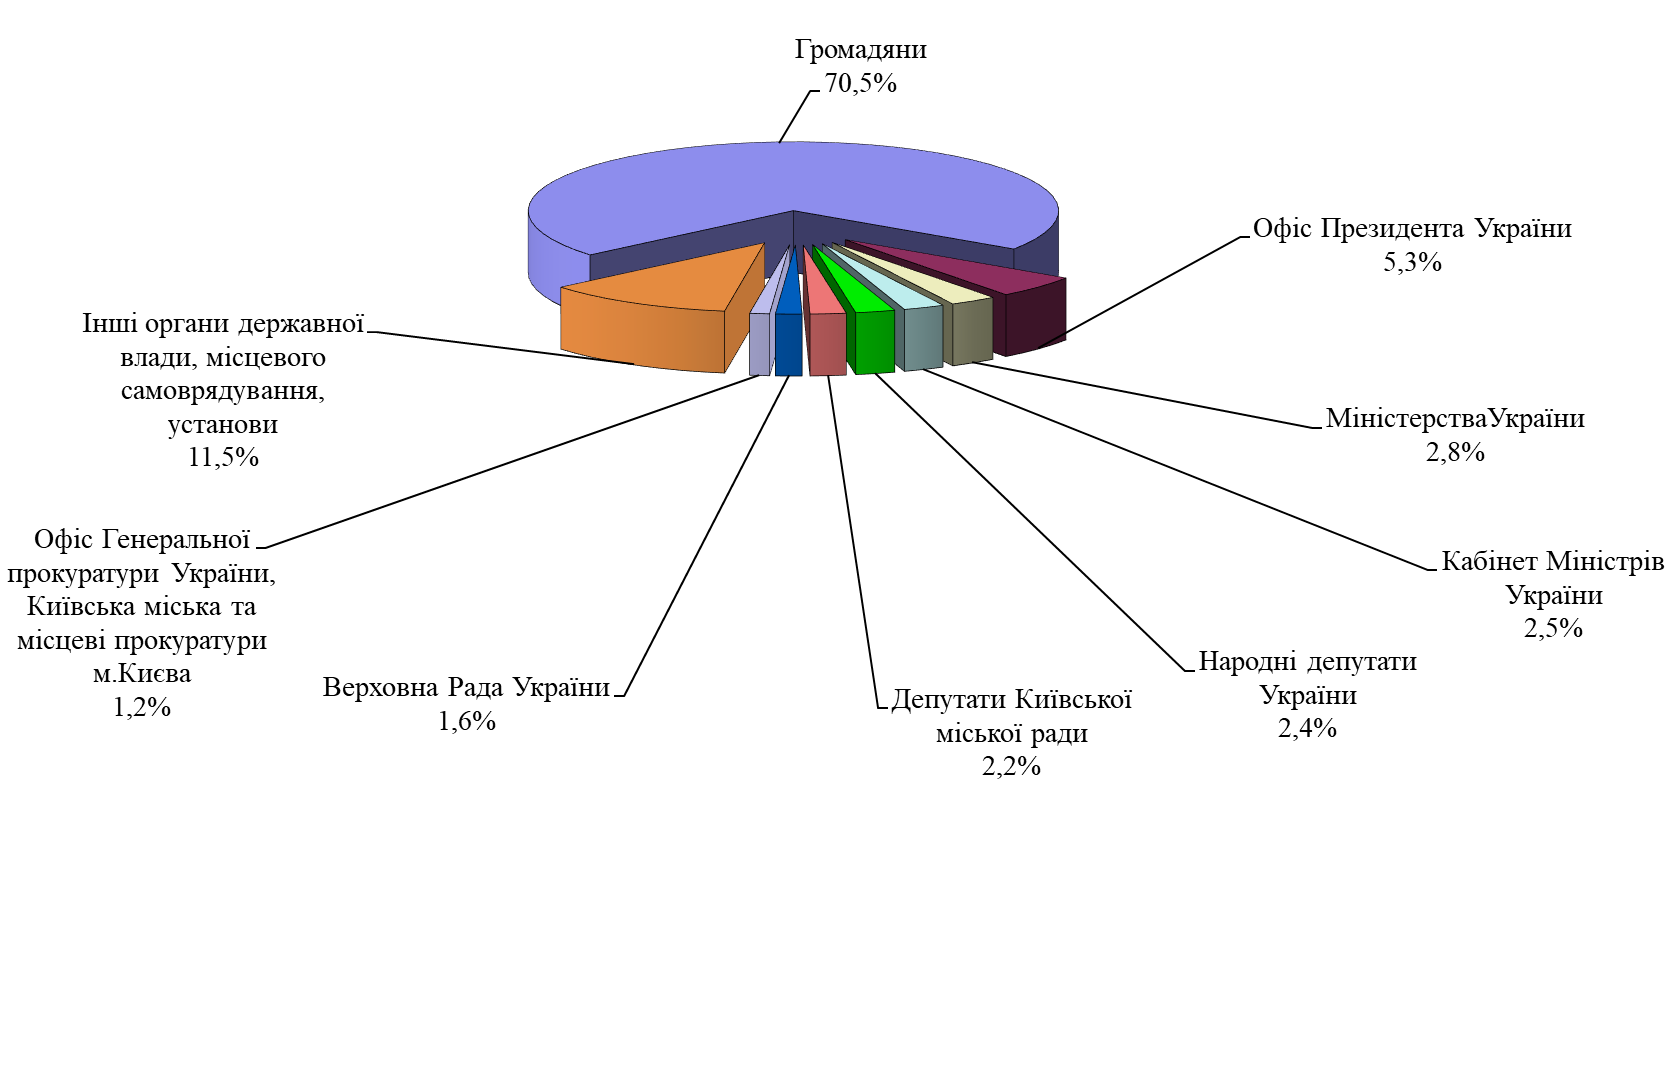 Громадяни
70,5%
Офіс Президента України
5,3%
МіністерстваУкраїни
2,8%
Кабінет Міністрів
України
2,5%
Народні депутати
України
2,4%
Депутати Київської
міської ради
2,2%
Верховна Рада України
1,6%
Офіс Генеральної
прокуратури України,
Київська міська та
місцеві прокуратури
м.Києва
1,2%
Інші органи державної
влади, місцевого
самоврядування,
установи
11,5%